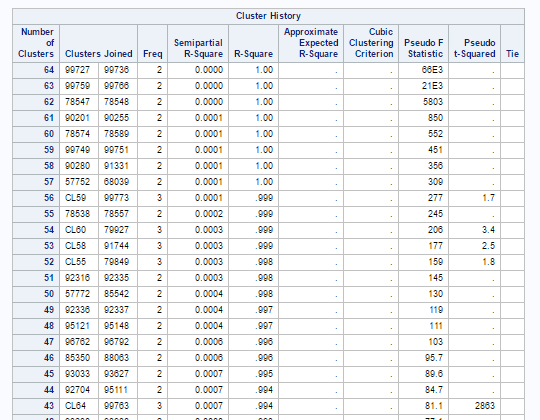 Cluster History
Number of Clusters Clusters Joined Freq Semipartial R-Square R-Square Approximate Expected R-Square Cubic Clustering Criterion Pseudo F Statistic Pseudo t-Squared Tie
64 99727 99736 2 0.0000 1.00 . . 66E3 .
63 99759 99766 2 0.0000 1.00 . . 21E3 .
62 78547 78548 2 0.0000 1.00 . . 5803 .
61 90201 90255 2 0.0001 1.00 . . 850 .
60 78574 78589 2 0.0001 1.00 . . 552 .
59 99749 99751 2 0.0001 1.00 . . 451 .
58 90280 91331 2 0.0001 1.00 . . 356 .
57 57752 68039 2 0.0001 1.00 . . 309 .
56 CL59 99773 3 0.0001 .999 . . 277 1.7
55 78538 78557 2 0.0002 .999 . . 245 .
54 CL60 79927 3 0.0003 .999 . . 206 3.4
53 CL58 91744 3 0.0003 .999 . . 177 2.5
52 CL55 79849 3 0.0003 .998 . . 159 1.8
51 92316 92335 2 0.0003 .998 . . 145 .
50 57772 85542 2 0.0004 .998 . . 130 .
49 92336 92337 2 0.0004 .997 . . 119 .
48 95121 95148 2 0.0004 .997 . . 111 .
47 96762 96792 2 0.0006 .996 . . 103 .
46 85350 88063 2 0.0006 .996 . . 95.7 .
45 93033 93627 2 0.0007 .995 . . 89.6 .
44 92704 95111 2 0.0007 .994 . . 84.7 .
43 CL64 99763 3 0.0007 .994 . . 81.1 2863